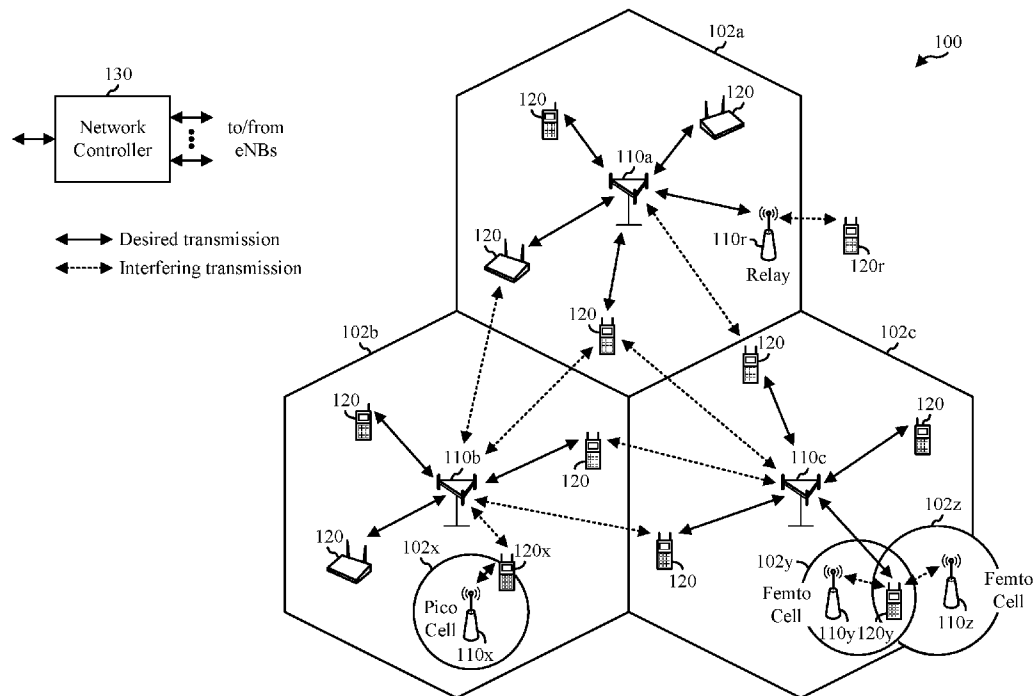 102a
100
130
Network
Controller
to/from
eNBs
120
120
110a
Desired transmission
Interfering transmission
120
110r
Relay
120r
102b
120
120
102c
120
120
110b
120
110c
102z
120
102x
120x
120
102y
Pico
Cell
110x
Femto
Cell
110y
120y
110z
Femto
Cell